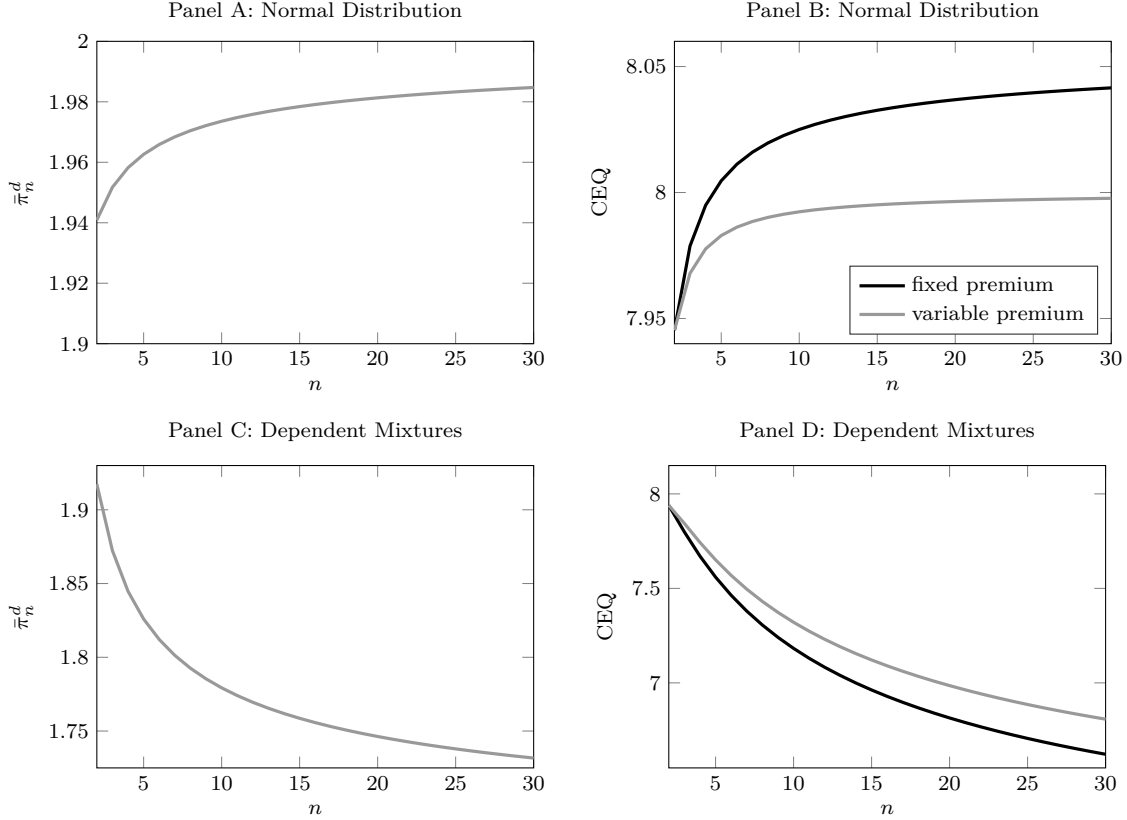 Panel A: Normal Distribution
2
1.98
1.96
1.94
1.92
1.9
π̄ᵈₙ
5 10 15 20 25 30
n
Panel B: Normal Distribution
8.05
8
7.95
CEQ
fixed premium
variable premium
5 10 15 20 25 30
n
Panel C: Dependent Mixtures
1.9
1.85
1.8
1.75
π̄ᵈₙ
5 10 15 20 25 30
n
Panel D: Dependent Mixtures
8
7.5
7
CEQ
5 10 15 20 25 30
n